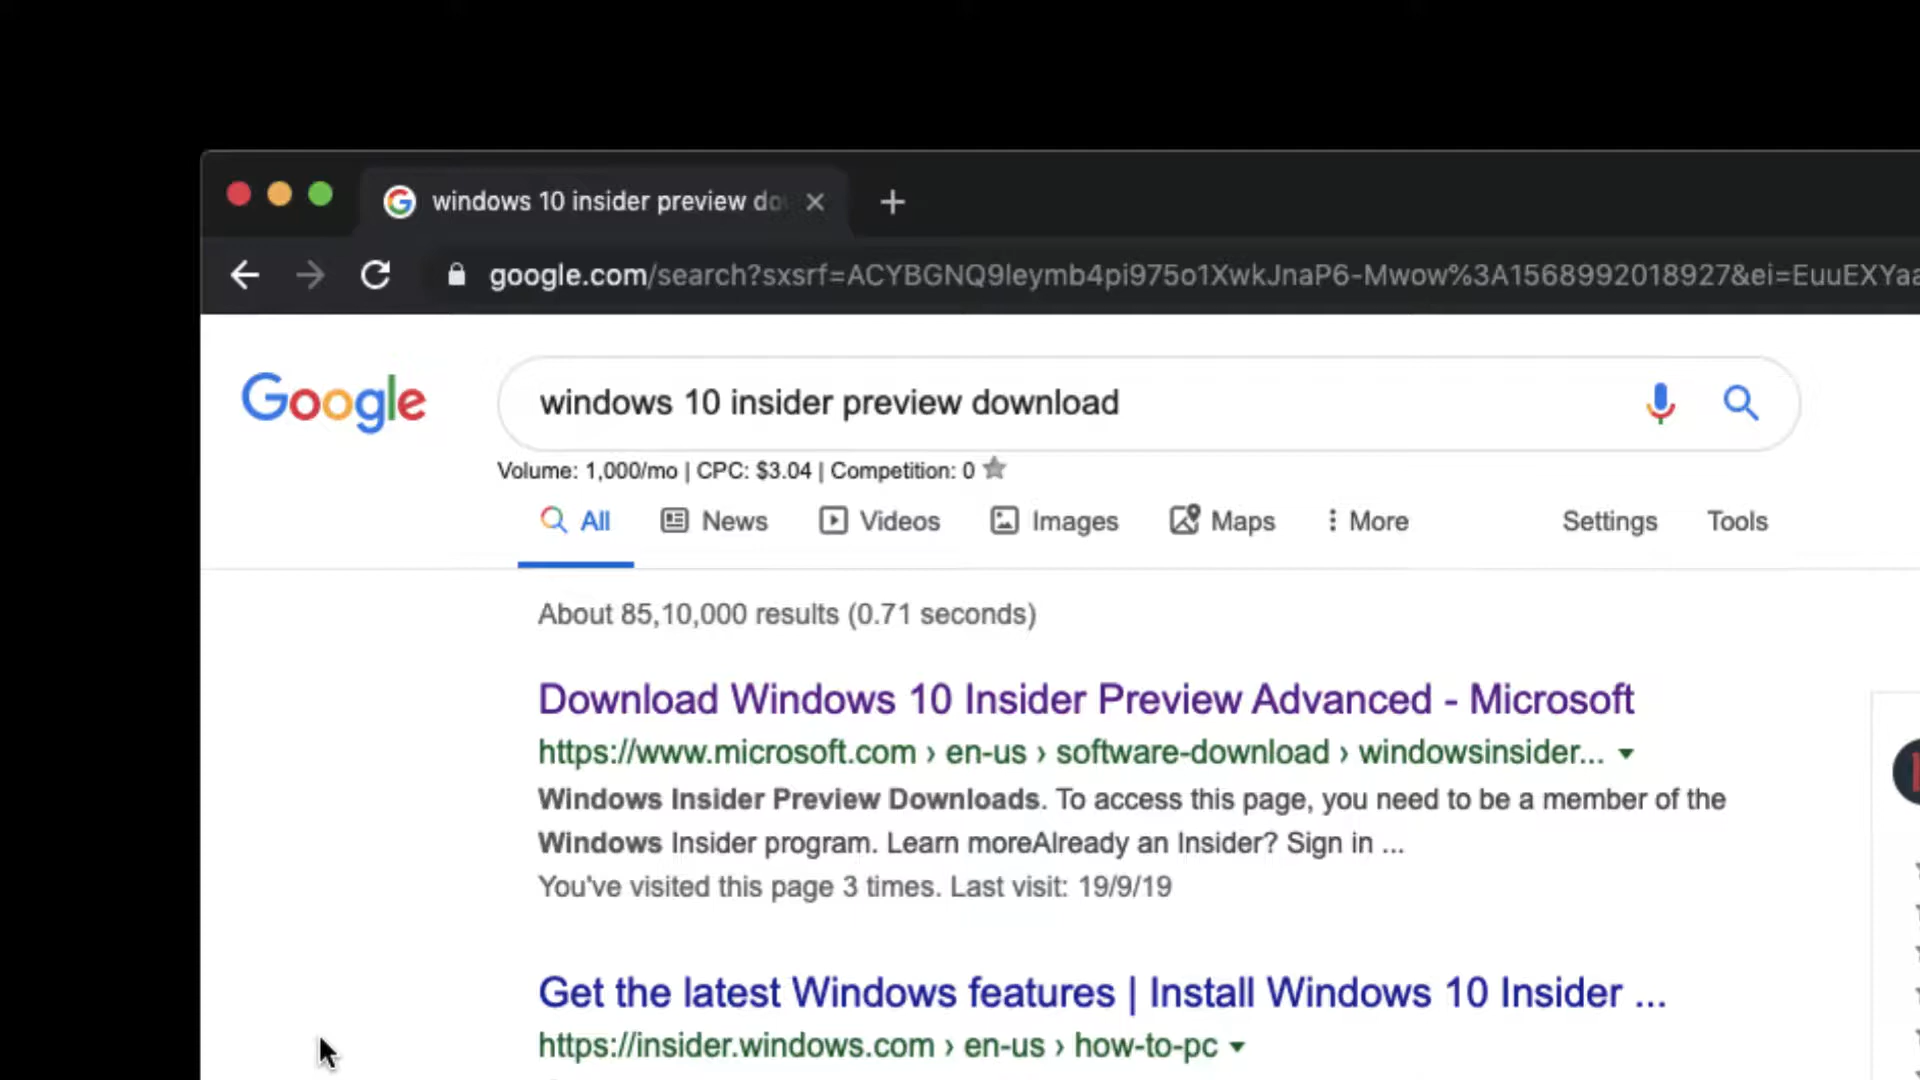 windows 10 insider preview do
google.com/search?sxsrf=ACYBGNQ9leymb4pi975o1XwkJnaP6-Mwow%3A1568992018927&ei=EuuEXYaa
Google
windows 10 insider preview download
Volume: 1,000/mo | CPC: $3.04 | Competition: 0
All News Videos Images Maps More Settings Tools
About 85,10,000 results (0.71 seconds)
Download Windows 10 Insider Preview Advanced - Microsoft
https://www.microsoft.com › en-us › software-download › windowsinsider...
Windows Insider Preview Downloads. To access this page, you need to be a member of the
Windows Insider program. Learn moreAlready an Insider? Sign in ...
You've visited this page 3 times. Last visit: 19/9/19
Get the latest Windows features | Install Windows 10 Insider ...
https://insider.windows.com › en-us › how-to-pc